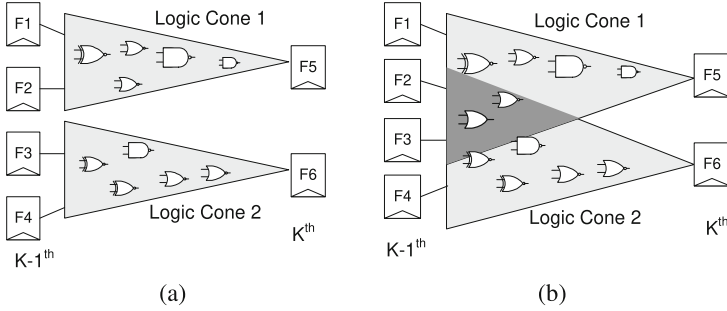 F1
Logic Cone 1
F2
F5
F3
F6
F4
Logic Cone 2
K-1th
Kth
(a)
F1
Logic Cone 1
F2
F5
F3
F6
F4
Logic Cone 2
K-1th
Kth
(b)